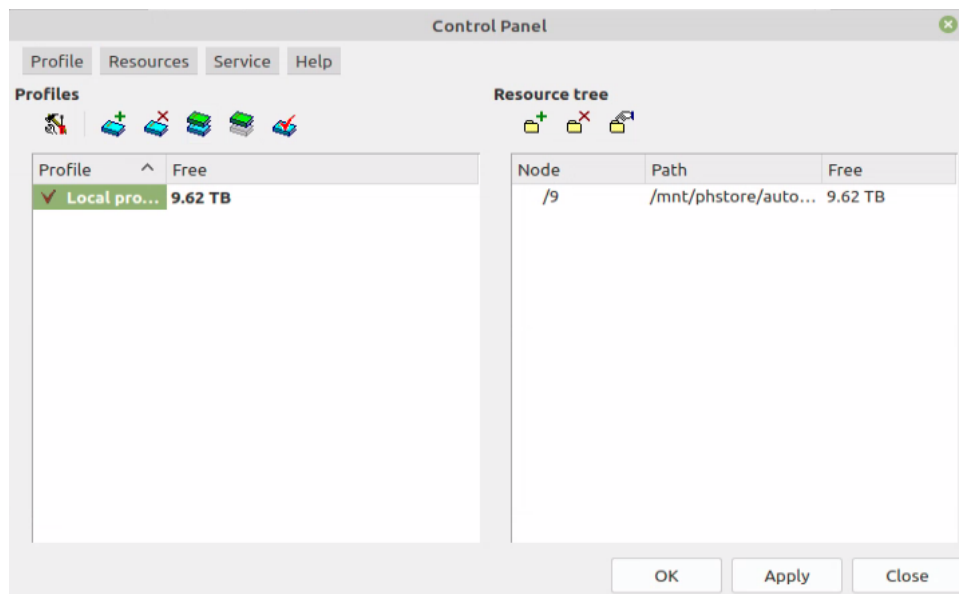 Control Panel
Profile Resources Service Help
Profiles
Resource tree
Profile Free
Local pro... 9.62 TB
Node Path Free
/9 /mnt/phstore/auto... 9.62 TB
OK Apply Close